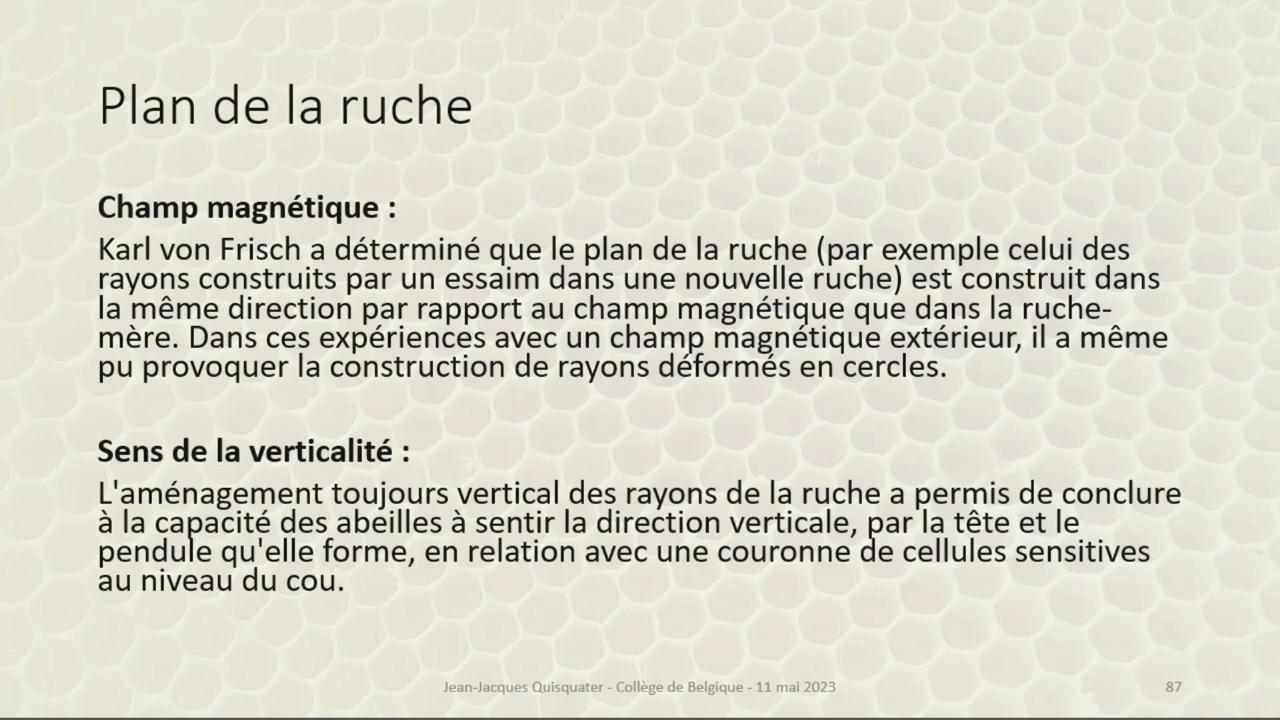 Plan de la ruche
Champ magnétique :
Karl von Frisch a déterminé que le plan de la ruche (par exemple celui des
rayons construits par un essaim dans une nouvelle ruche) est construit dans
la même direction par rapport au champ magnétique que dans la ruche-
mère. Dans ces expériences avec un champ magnétique extérieur, il a même
pu provoquer la construction de rayons déformés en cercles.
Sens de la verticalité :
L'aménagement toujours vertical des rayons de la ruche a permis de conclure
à la capacité des abeilles à sentir la direction verticale, par la tête et le
pendule qu'elle forme, en relation avec une couronne de cellules sensitives
au niveau du cou.
Jean-Jacques Quisquater - Collège de Belgique - 11 mai 2023
87